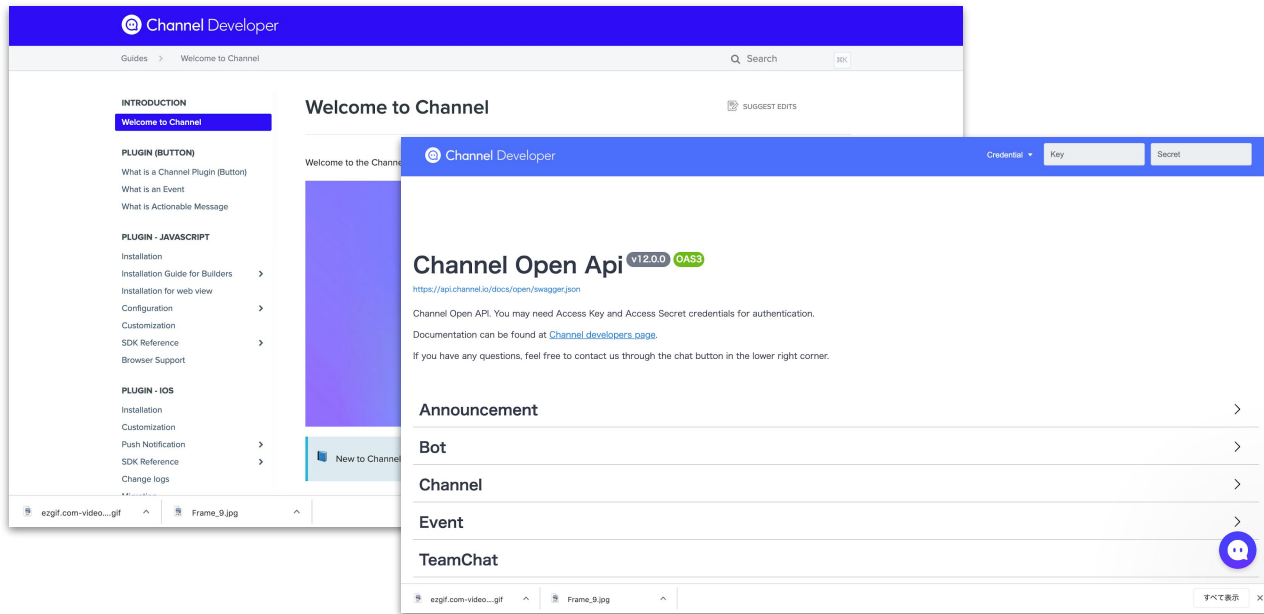 Channel Developer
Guides > Welcome to Channel
Search
⌘K
INTRODUCTION
Welcome to Channel
PLUGIN (BUTTON)
What is a Channel Plugin (Button)
What is an Event
What is Actionable Message
PLUGIN - JAVASCRIPT
Installation
Installation Guide for Builders
Installation for web view
Configuration
Customization
SDK Reference
Browser Support
PLUGIN - IOS
Installation
Customization
Push Notification
SDK Reference
Change logs
Welcome to Channel
SUGGEST EDITS
Welcome to the Channe
New to Channel
ezgif.com-video....gif
Frame_9.jpg
Channel Developer
Credential
Key
Secret
Channel Open Api v12.0.0 OAS3
https://api.channel.io/docs/open/swagger.json
Channel Open API. You may need Access Key and Access Secret credentials for authentication.
Documentation can be found at Channel developers page.
If you have any questions, feel free to contact us through the chat button in the lower right corner.
Announcement
Bot
Channel
Event
TeamChat
ezgif.com-video....gif
Frame_9.jpg
すべて表示